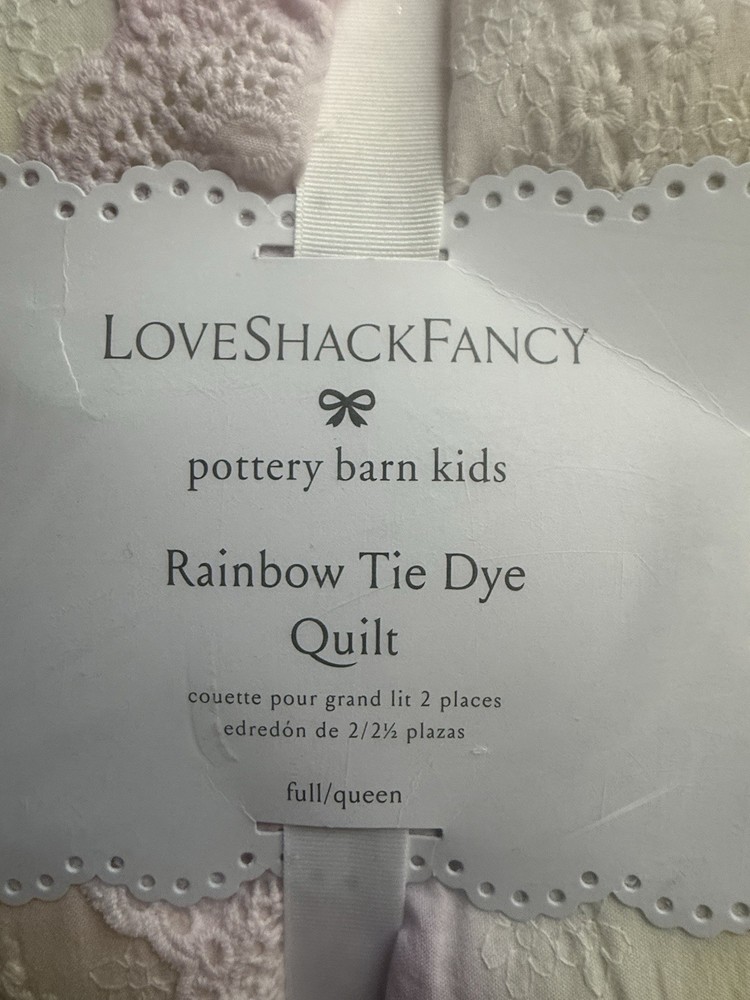 LOVESHACKFANCY
pottery barn kids
Rainbow Tie Dye
Quilt
couette pour grand lit 2 places
edredón de 2/2½ plazas
full/queen